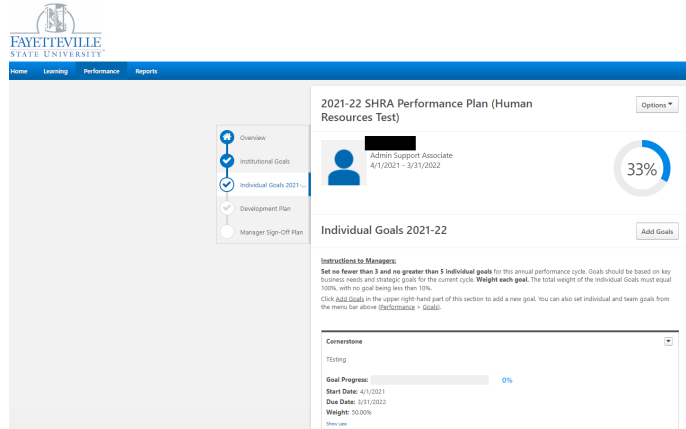 FAYETTEVILLE
STATE UNIVERSITY
Home Learning Performance Reports
2021-22 SHRA Performance Plan (Human
Resources Test)
Options
Overview
Institutional Goals
Individual Goals 2021-...
Development Plan
Manager Sign-Off Plan
Admin Support Associate
4/1/2021 - 3/31/2022
33%
Individual Goals 2021-22
Add Goals
Instructions to Managers:
Set no fewer than 3 and no greater than 5 individual goals for this annual performance cycle. Goals should be based on key
business needs and strategic goals for the current cycle. Weight each goal. The total weight of the Individual Goals must equal
100%, with no goal being less than 10%.
Click Add Goals in the upper right-hand part of this section to add a new goal. You can also set individual and team goals from
the menu bar above (Performance > Goals).
Cornerstone
TEsting
Goal Progress: 0%
Start Date: 4/1/2021
Due Date: 3/31/2022
Weight: 50.00%
Show Less